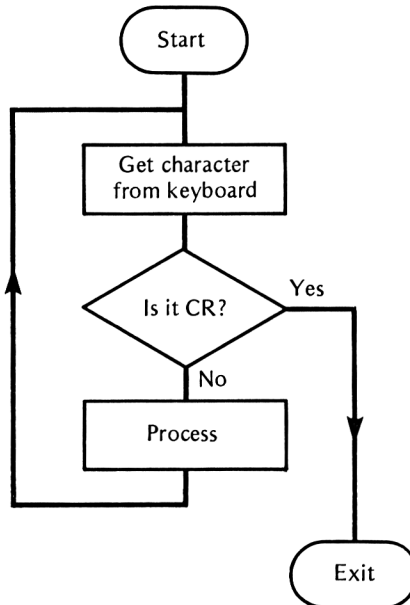 Start
Get character
from keyboard
Is it CR?
Yes
No
Process
Exit